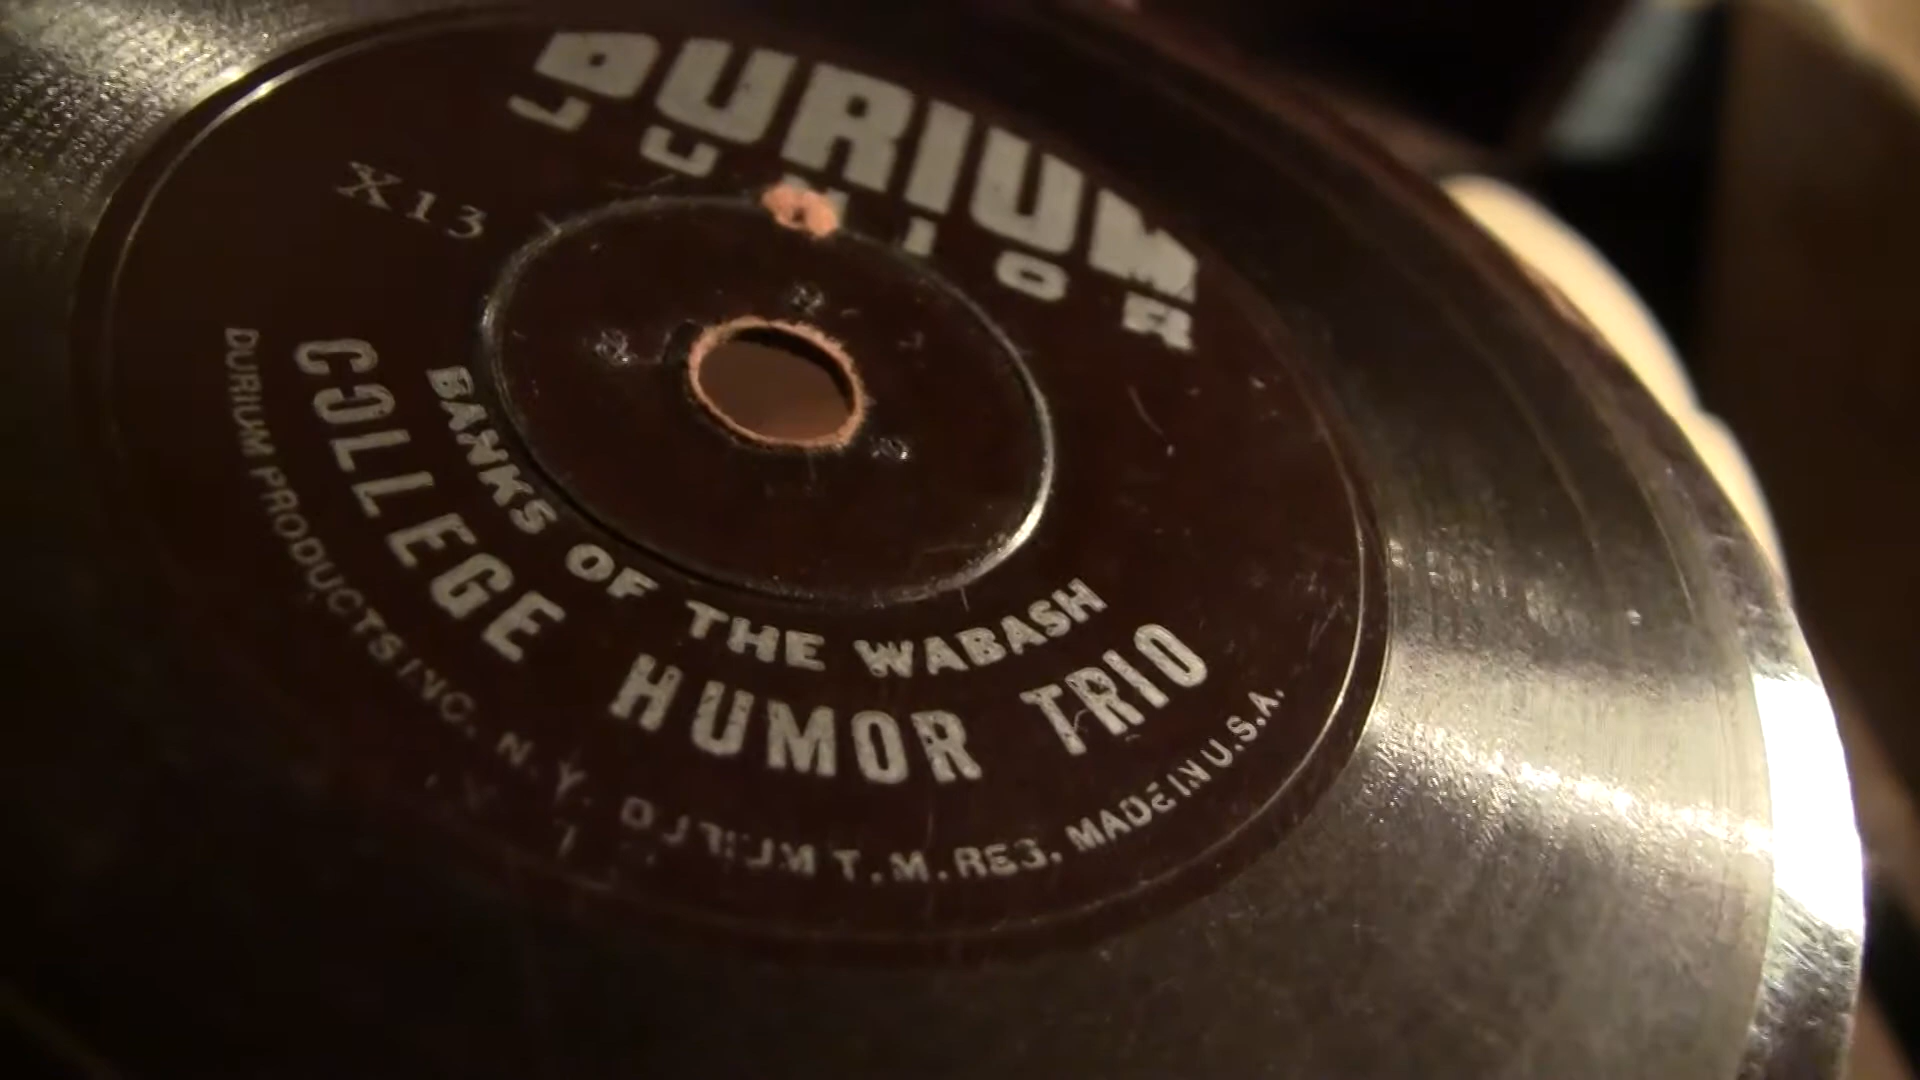 DURIUM
JUNIOR
X13
BANKS OF THE WABASH
COLLEGE HUMOR TRIO
DURIUM PRODUCTS INC. N.Y. DURIUM T.M. REG. MADE IN U.S.A.